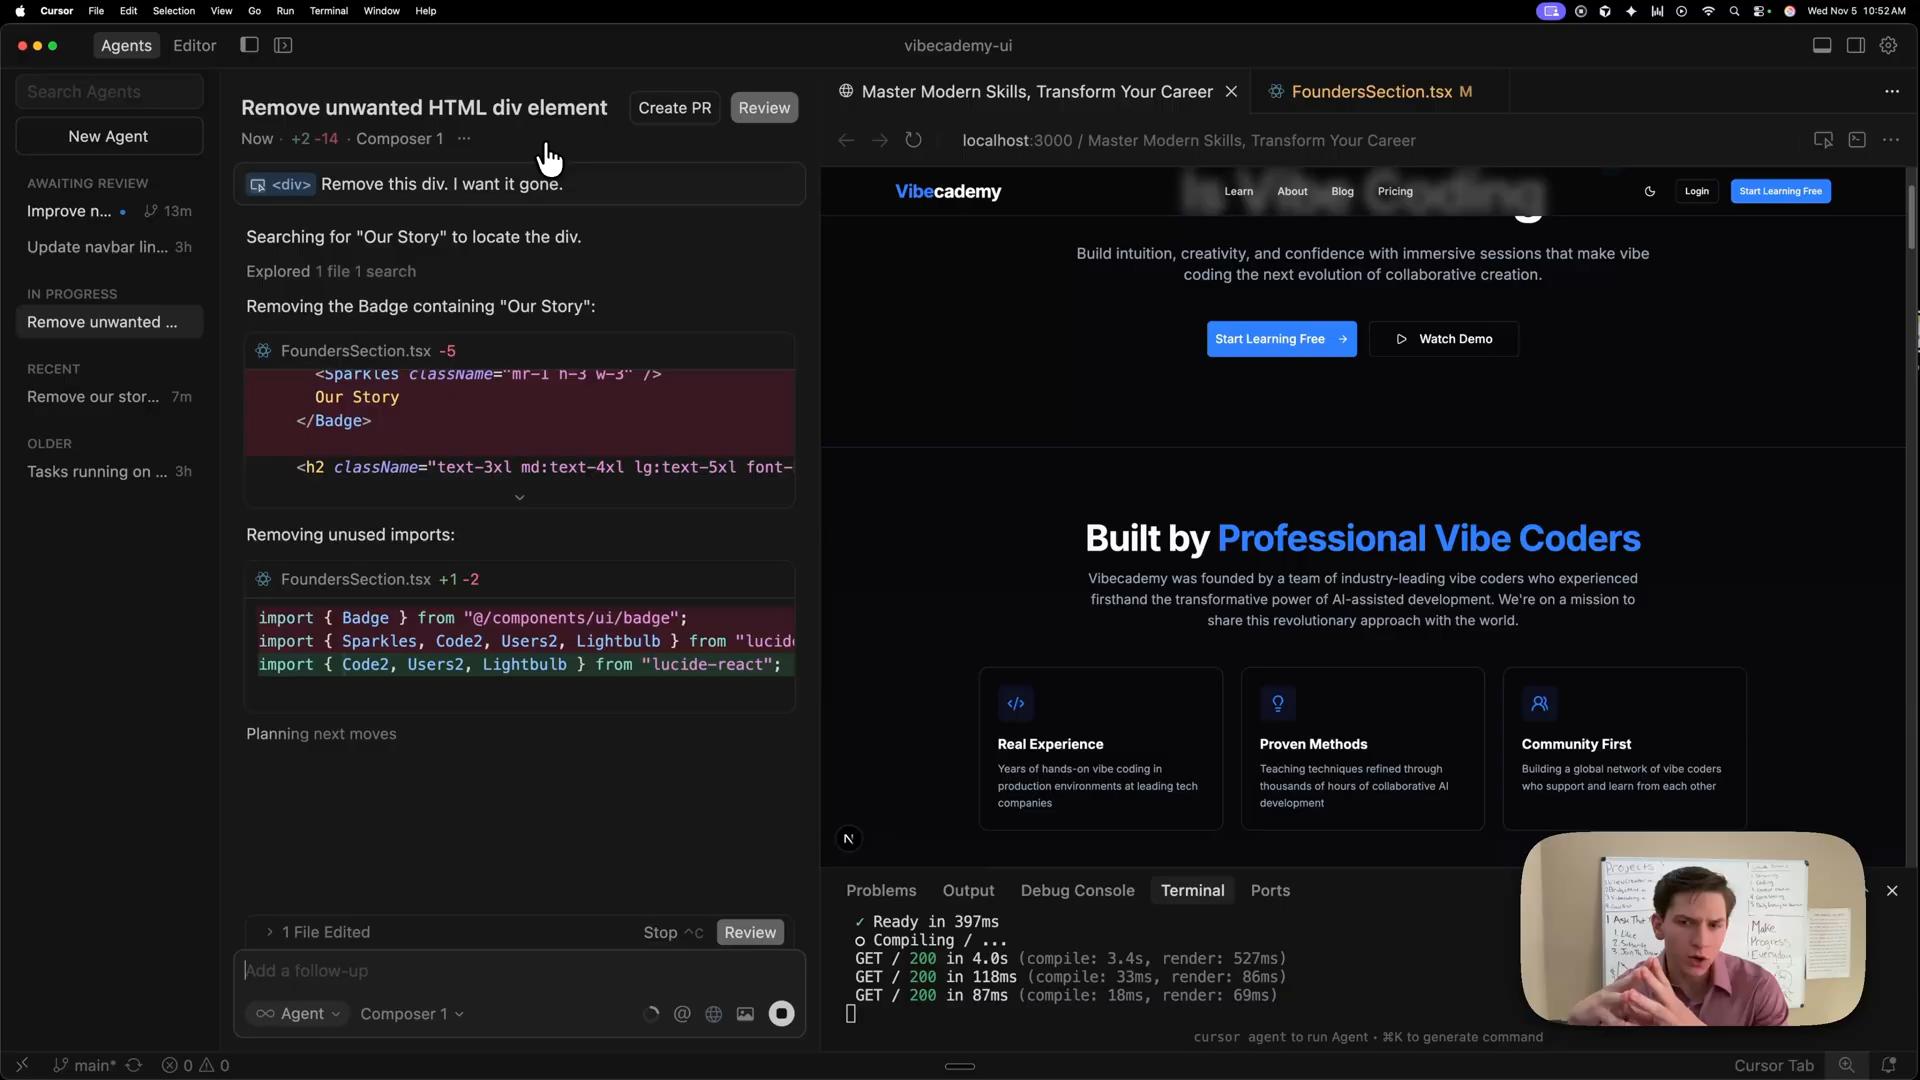 Cursor File Edit Selection View Go Run Terminal Window Help
Wed Nov 5 10:52 AM
Agents Editor
vibecademy-ui
Search Agents
New Agent
AWAITING REVIEW
Improve n... 13m
Update navbar lin... 3h
IN PROGRESS
Remove unwanted ...
RECENT
Remove our stor... 7m
OLDER
Tasks running on ... 3h
Remove unwanted HTML div element
Create PR
Review
Now · +2 -14 · Composer 1 ...
<div> Remove this div. I want it gone.
Searching for "Our Story" to locate the div.
Explored 1 file 1 search
Removing the Badge containing "Our Story":
FoundersSection.tsx -5
<Sparkles className="mr-1 h-3 w-3" />
Our Story
</Badge>
<h2 className="text-3xl md:text-4xl lg:text-5xl font-
Removing unused imports:
FoundersSection.tsx +1 -2
import { Badge } from "@/components/ui/badge";
import { Sparkles, Code2, Users2, Lightbulb } from "lucid
import { Code2, Users2, Lightbulb } from "lucide-react";
Planning next moves
> 1 File Edited
Stop ^C
Review
Add a follow-up
∞ Agent
Composer 1
Master Modern Skills, Transform Your Career
FoundersSection.tsx M
localhost:3000 / Master Modern Skills, Transform Your Career
Vibecademy
Learn About Blog Pricing
Login
Start Learning Free
Is Vibe Coding
Build intuition, creativity, and confidence with immersive sessions that make vibe
coding the next evolution of collaborative creation.
Start Learning Free →
Watch Demo
Built by Professional Vibe Coders
Vibecademy was founded by a team of industry-leading vibe coders who experienced
firsthand the transformative power of AI-assisted development. We're on a mission to
share this revolutionary approach with the world.
</>
Real Experience
Years of hands-on vibe coding in
production environments at leading tech
companies
Proven Methods
Teaching techniques refined through
thousands of hours of collaborative AI
development
Community First
Building a global network of vibe coders
who support and learn from each other
N
Problems Output Debug Console Terminal Ports
✓ Ready in 397ms
○ Compiling / ...
GET / 200 in 4.0s (compile: 3.4s, render: 527ms)
GET / 200 in 118ms (compile: 33ms, render: 86ms)
GET / 200 in 87ms (compile: 18ms, render: 69ms)
cursor agent to run Agent • ⌘K to generate command
Projects
1. Like
2. Subscribe
Make
Progress
Everyday
main* 0 0
Cursor Tab